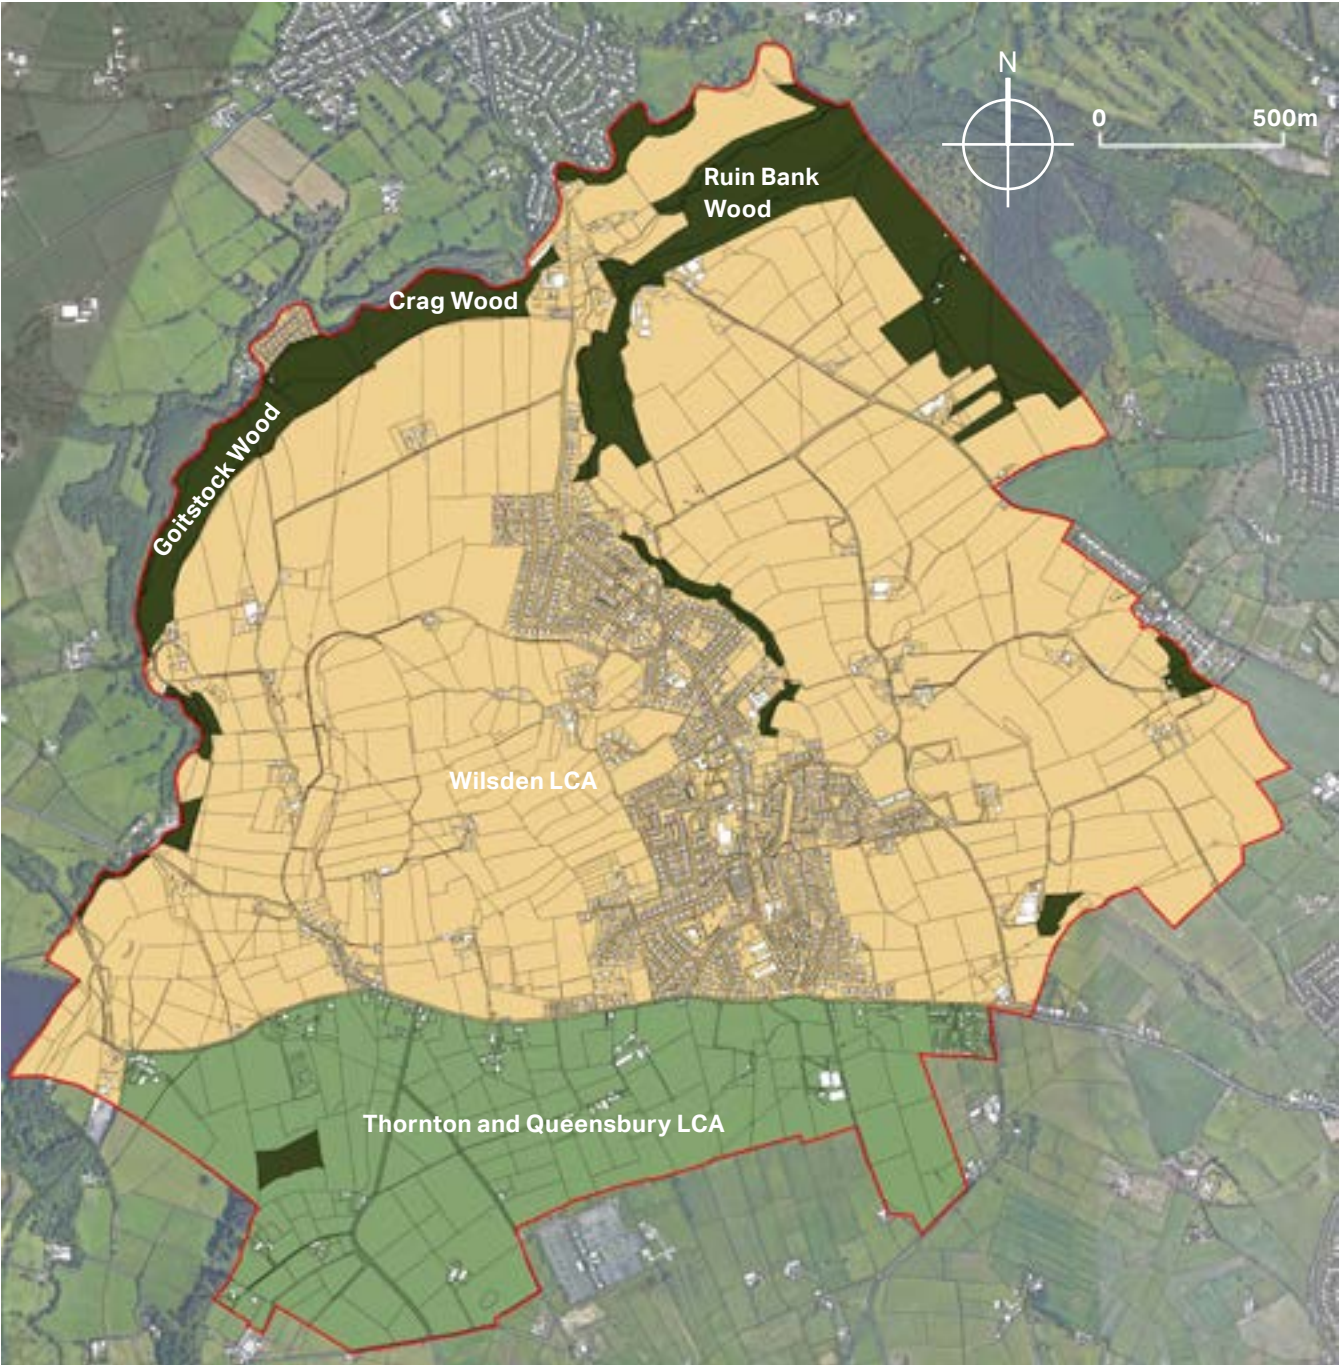 N
0 500m
Ruin Bank
Wood
Crag Wood
Goitstock Wood
Wilsden LCA
Thornton and Queensbury LCA